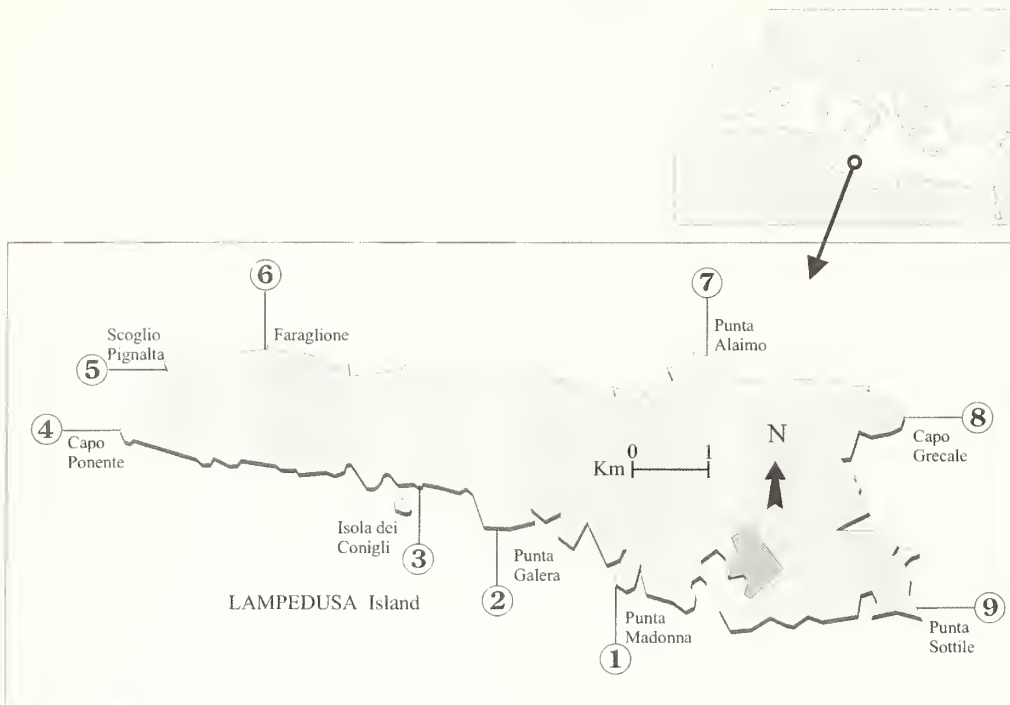 6
7
Scoglio
Pignalta
Faraglione
Punta
Alaimo
5
4
Capo
Ponente
8
Capo
Grecale
N
0 1
Km
Isola dei
Conigli
3
Punta
Galera
2
LAMPEDUSA Island
Punta
Madonna
1
9
Punta
Sottile